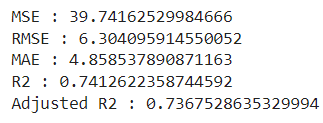 MSE : 39.74162529984666
RMSE : 6.304095914550052
MAE : 4.858537890871163
R2 : 0.7412622358744592
Adjusted R2 : 0.7367528635329994